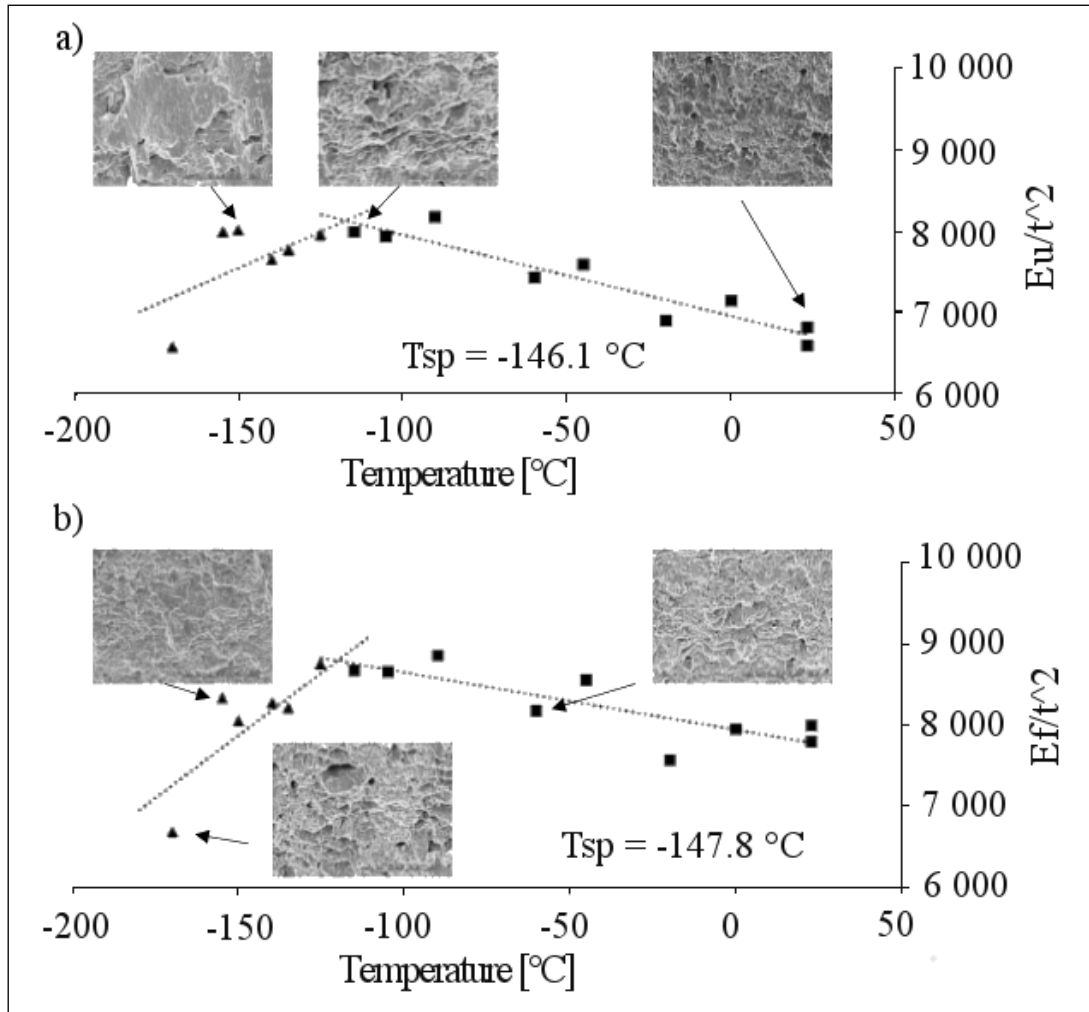 a)
10 000
9 000
8 000
7 000
6 000
Eu/t^2
Tsp = -146.1 °C
-200 -150 -100 -50 0 50
Temperature [°C]
b)
10 000
9 000
8 000
7 000
6 000
Ef/t^2
Tsp = -147.8 °C
-200 -150 -100 -50 0 50
Temperature [°C]